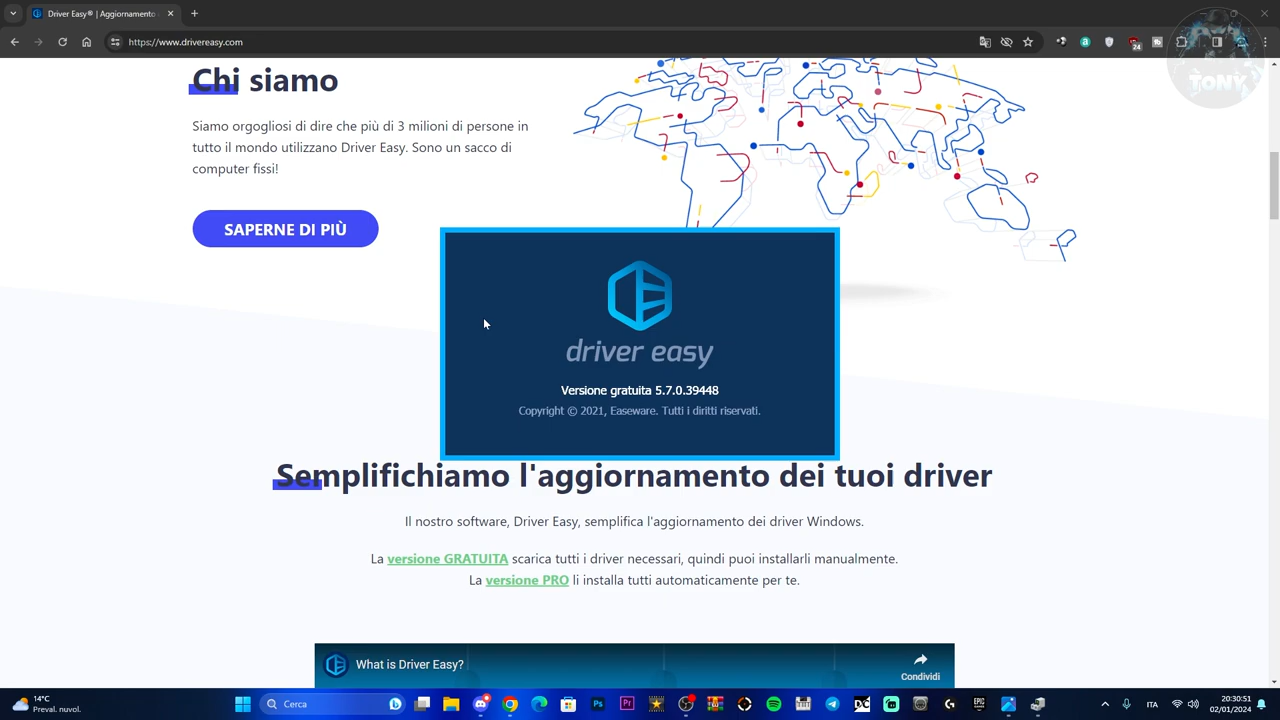 Driver Easy® | Aggiornamento
https://www.drivereasy.com
24
TONY
Chi siamo
Siamo orgogliosi di dire che più di 3 milioni di persone in
tutto il mondo utilizzano Driver Easy. Sono un sacco di
computer fissi!
SAPERNE DI PIÙ
driver easy
Versione gratuita 5.7.0.39448
Copyright © 2021, Easeware. Tutti i diritti riservati.
Semplifichiamo l'aggiornamento dei tuoi driver
Il nostro software, Driver Easy, semplifica l'aggiornamento dei driver Windows.
La versione GRATUITA scarica tutti i driver necessari, quindi puoi installarli manualmente.
La versione PRO li installa tutti automaticamente per te.
What is Driver Easy?
Condividi
14°C
Preval. nuvol.
Cerca
Ps
Pr
ITA
20:30:51
02/01/2024